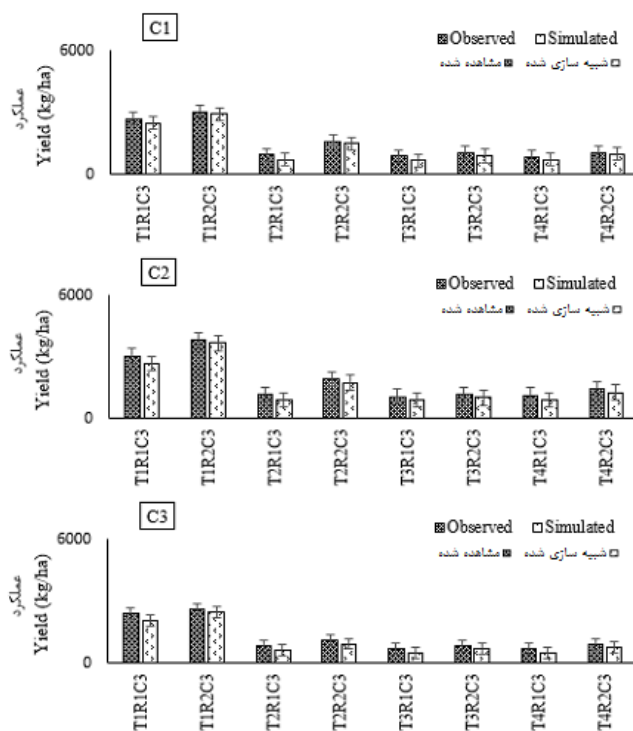 C1
Observed Simulated
مشاهده شده شبیه سازی شده
عملکرد
Yield (kg/ha)
6000
0
T1R1C3 T1R2C3 T2R1C3 T2R2C3 T3R1C3 T3R2C3 T4R1C3 T4R2C3
C2
Observed Simulated
مشاهده شده شبیه سازی شده
عملکرد
Yield (kg/ha)
6000
0
T1R1C3 T1R2C3 T2R1C3 T2R2C3 T3R1C3 T3R2C3 T4R1C3 T4R2C3
C3
Observed Simulated
مشاهده شده شبیه سازی شده
عملکرد
Yield (kg/ha)
6000
0
T1R1C3 T1R2C3 T2R1C3 T2R2C3 T3R1C3 T3R2C3 T4R1C3 T4R2C3